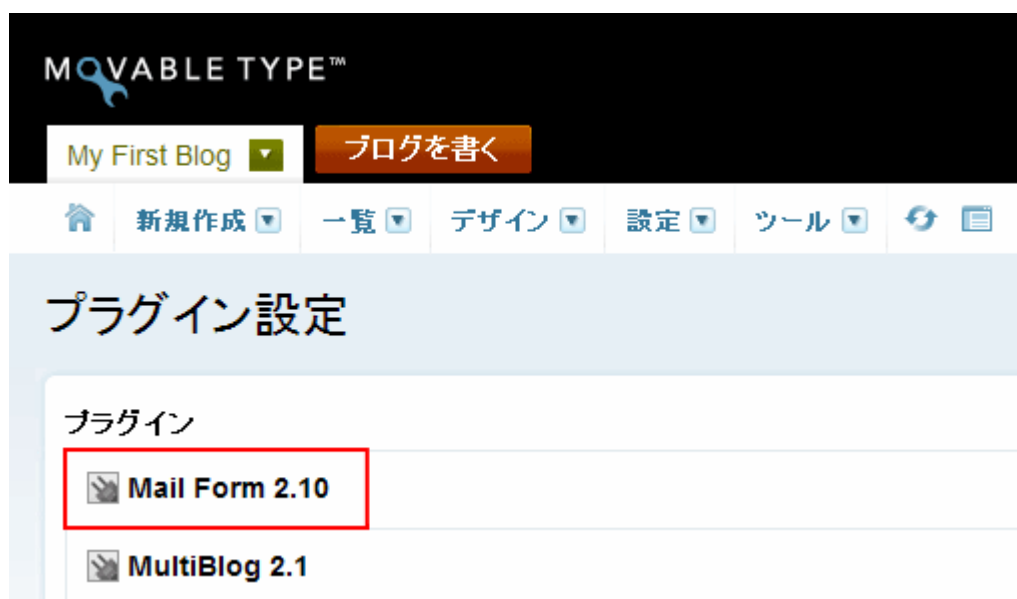 MOVABLE TYPE™
My First Blog ブログを書く
新規作成 一覧 デザイン 設定 ツール
プラグイン設定
プラグイン
Mail Form 2.10
MultiBlog 2.1